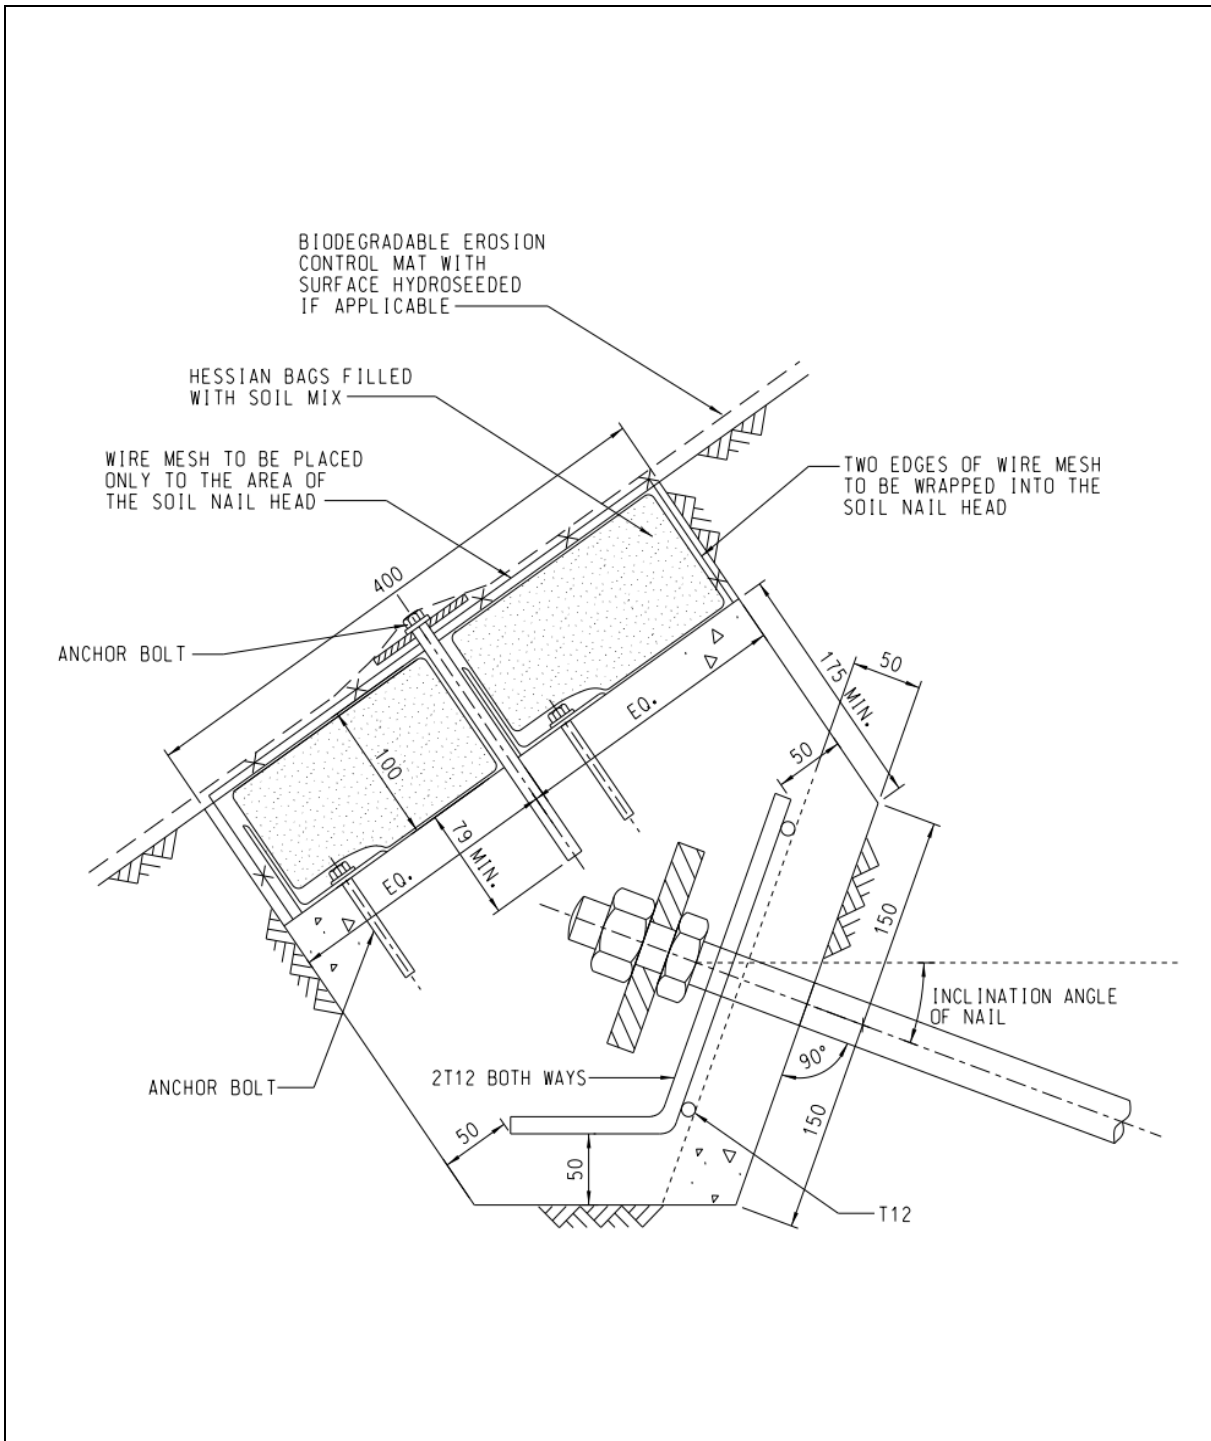 BIODEGRADABLE EROSION
CONTROL MAT WITH
SURFACE HYDROSEEDED
IF APPLICABLE
HESSIAN BAGS FILLED
WITH SOIL MIX
WIRE MESH TO BE PLACED
ONLY TO THE AREA OF
THE SOIL NAIL HEAD
TWO EDGES OF WIRE MESH
TO BE WRAPPED INTO THE
SOIL NAIL HEAD
400
ANCHOR BOLT
175 MIN.
50
EQ.
50
100
79 MIN.
EQ.
150
INCLINATION ANGLE
OF NAIL
90°
2T12 BOTH WAYS
ANCHOR BOLT
150
50
50
T12